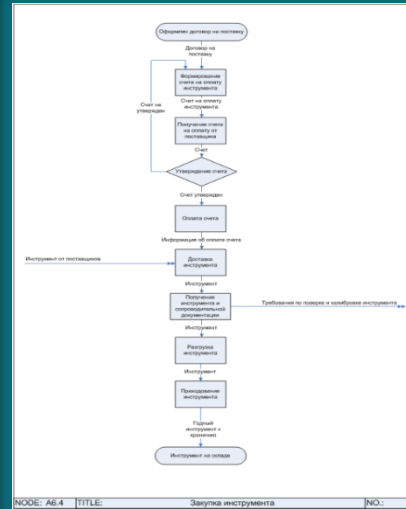 Оформлен договор на поставку
Договор на
поставку
Формирование
счета на оплату
инструмента
Счет не
утвержден
Счет на оплату
инструмента
Получение счета
на оплату от
поставщика
Счет
Утверждение счета
Счет утвержден
Оплата счета
Информация об оплате счета
Инструмент от поставщиков
Доставка
инструмента
Инструмент
Получение
инструмента и
сопроводительной
документации
Требования по поверке и калибровке инструмента
Инструмент
Разгрузка
инструмента
Инструмент
Приходование
инструмента
Годный
инструмент к
хранению
Инструмент на складе
NODE: A6.4 TITLE: Закупка инструмента NO.: